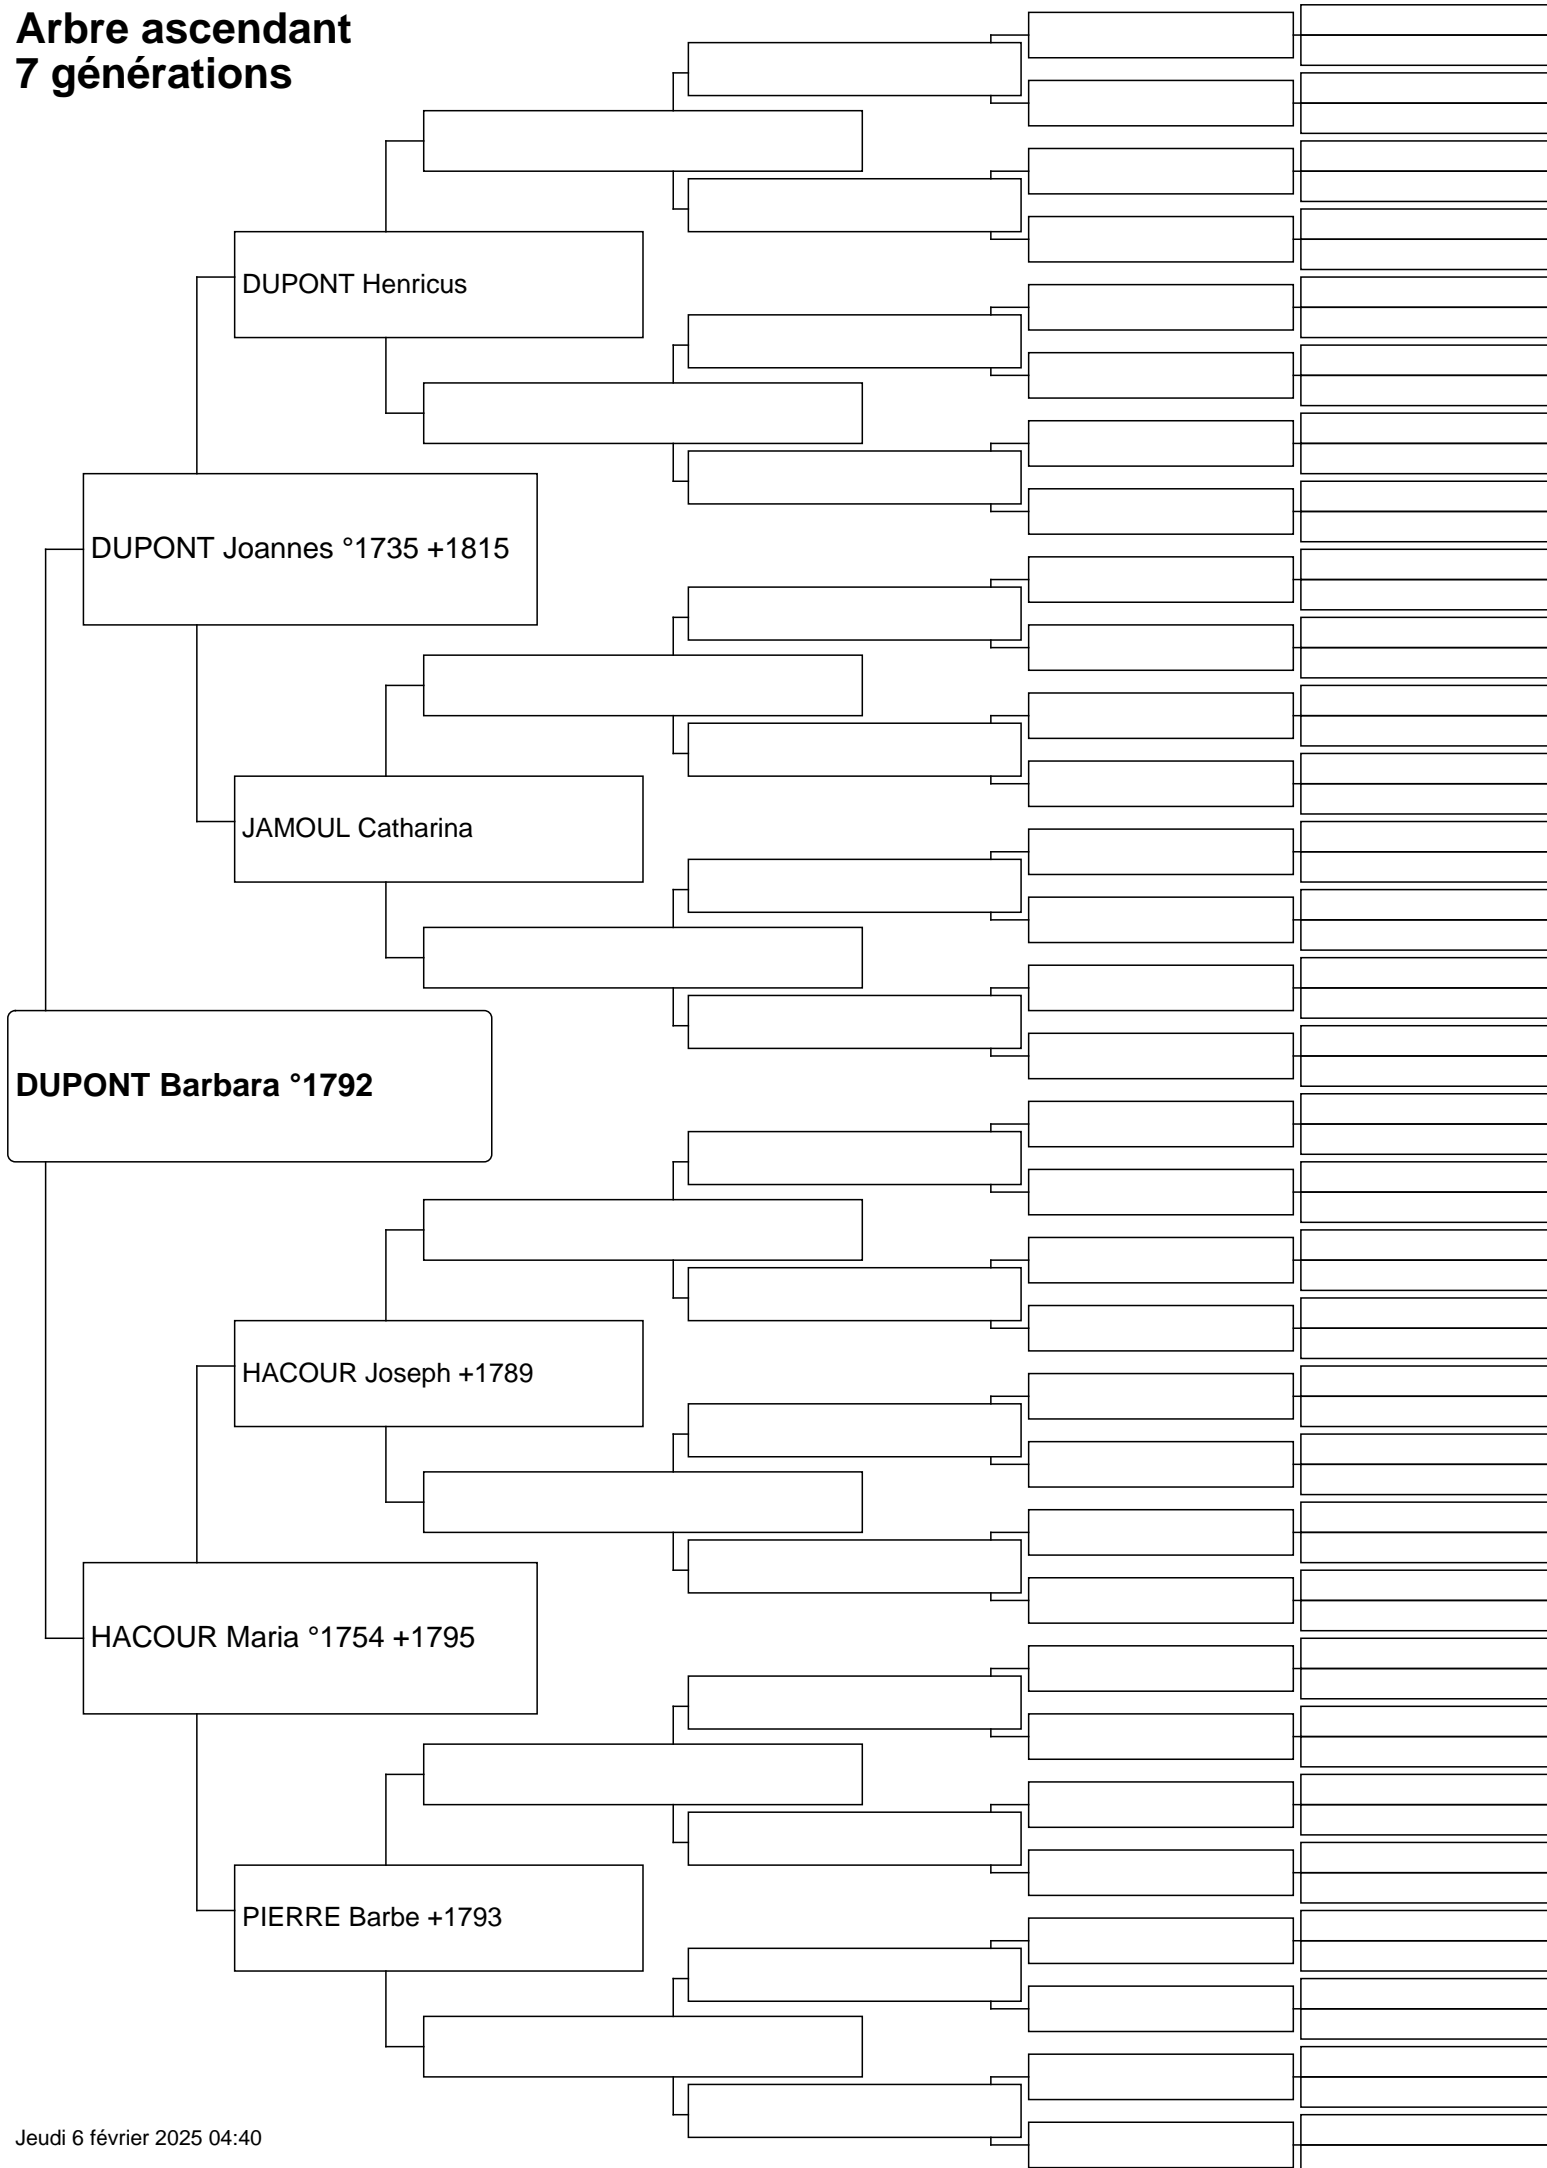 Arbre ascendant
7 générations
DUPONT Henricus
DUPONT Joannes °1735 +1815
JAMOUL Catharina
DUPONT Barbara °1792
HACOUR Joseph +1789
HACOUR Maria °1754 +1795
PIERRE Barbe +1793
Jeudi 6 février 2025 04:40